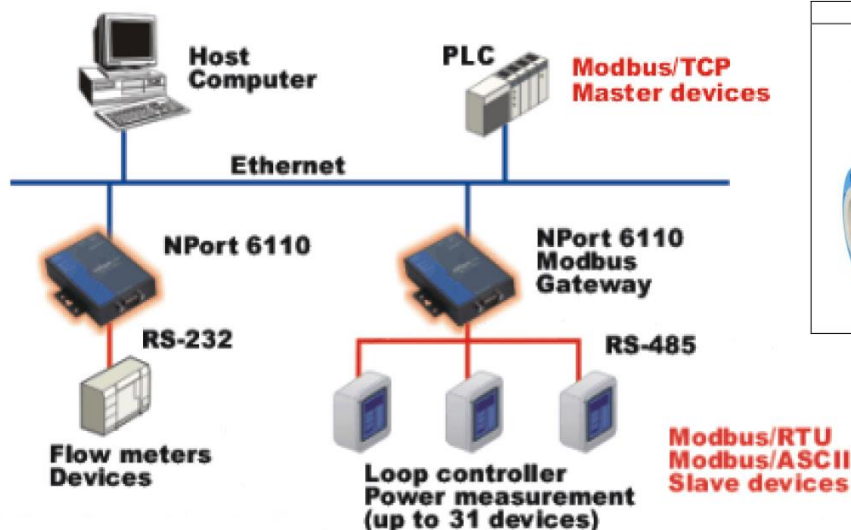 Host
Computer
PLC
Modbus/TCP
Master devices
Ethernet
NPort 6110
NPort 6110
Modbus
Gateway
RS-232
RS-485
Flow meters
Devices
Loop controller
Power measurement
(up to 31 devices)
Modbus/RTU
Modbus/ASCII
Slave devices